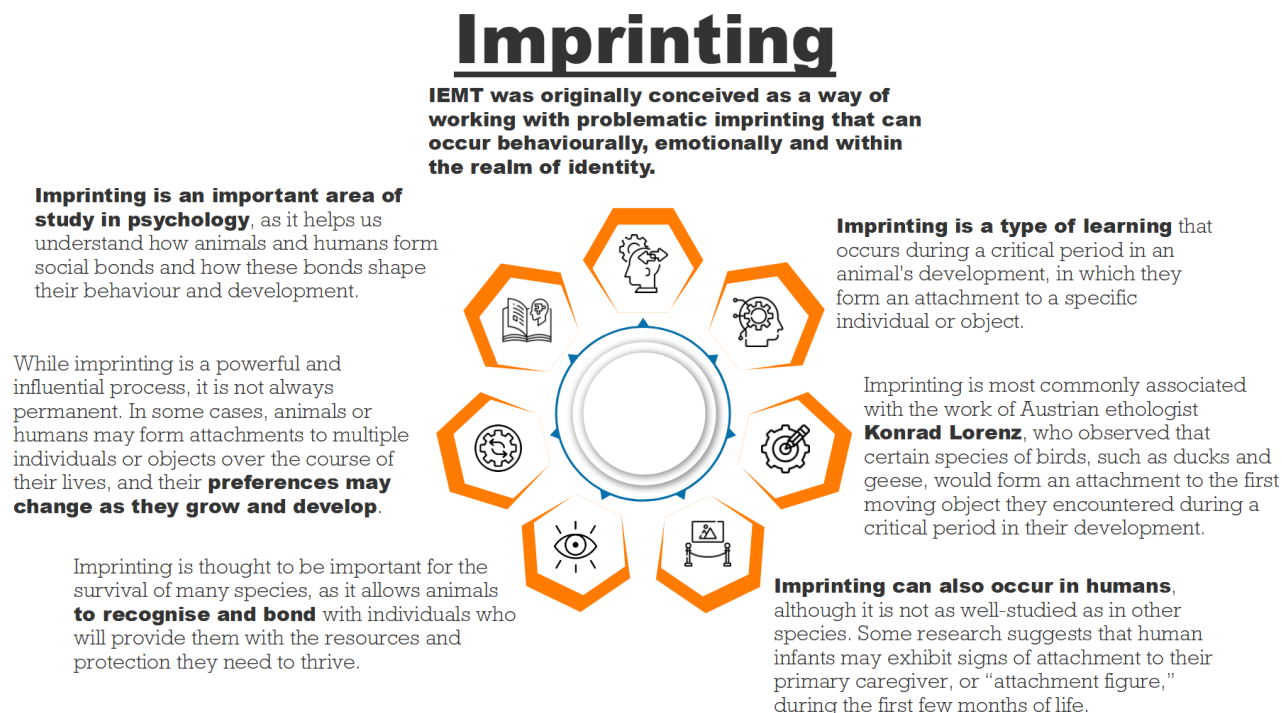 Imprinting
IEMT was originally conceived as a way of
working with problematic imprinting that can
occur behaviourally, emotionally and within
the realm of identity.
Imprinting is a type of learning that
occurs during a critical period in an
animal's development, in which they
form an attachment to a specific
individual or object.
Imprinting is most commonly associated
with the work of Austrian ethologist
Konrad Lorenz, who observed that
certain species of birds, such as ducks and
geese, would form an attachment to the first
moving object they encountered during a
critical period in their development.
Imprinting can also occur in humans,
although it is not as well-studied as in other
species. Some research suggests that human
infants may exhibit signs of attachment to their
primary caregiver, or “attachment figure,”
during the first few months of life.
Imprinting is thought to be important for the
survival of many species, as it allows animals
to recognise and bond with individuals who
will provide them with the resources and
protection they need to thrive.
While imprinting is a powerful and
influential process, it is not always
permanent. In some cases, animals or
humans may form attachments to multiple
individuals or objects over the course of
their lives, and their preferences may
change as they grow and develop.
Imprinting is an important area of
study in psychology, as it helps us
understand how animals and humans form
social bonds and how these bonds shape
their behaviour and development.